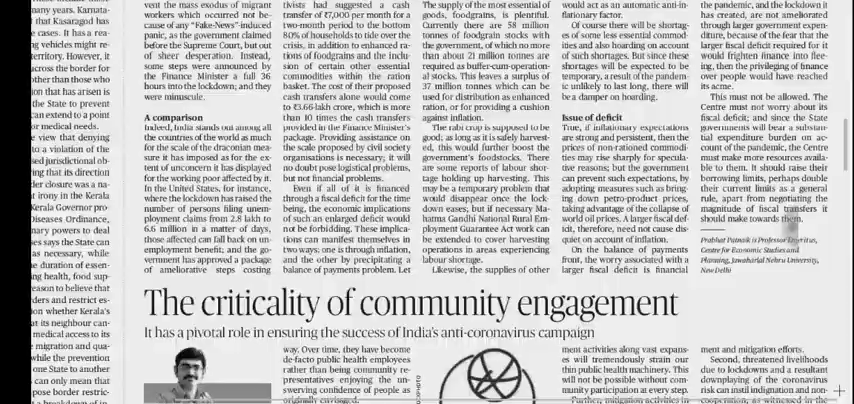 many years. Karnata-
t that Kasaragod has
e cases. It has a rea-
ng vehicles might re-
territory. However, it
across the border for
other than those who
ion that has arisen is
the State to prevent
can extend to a point
or medical needs.
e view that denying
to a violation of the
sed jurisdictional ob-
ing that its direction
der closure was a na-
t irony in the Kerala
Kerala Governor pro-
Diseases Ordinance,
nary powers to deal
es says the State can
as necessary, while
e duration of essen-
ng health, food sup-
reason to believe that
ders and restrict es-
on whether Kerala's
at its neighbour can-
medical access to its
migration and qua-
while the prevention
one State to another
can only mean that
pose border restric-
vent the mass exodus of migrant
workers which occurred not be-
cause of any "Fake-News"-induced
panic, as the government claimed
before the Supreme Court, but out
of sheer desperation. Instead,
some steps were announced by
the Finance Minister a full 36
hours into the lockdown; and they
were minuscule.
A comparison
Indeed, India stands out among all
the countries of the world as much
for the scale of the draconian mea-
sure it has imposed as for the ex-
tent of unconcern it has displayed
for the working poor affected by it.
In the United States, for instance,
where the lockdown has raised the
number of persons filing unem-
ployment claims from 2.8 lakh to
6.6 million in a matter of days,
those affected can fall back on un-
employment benefit; and the go-
vernment has approved a package
of ameliorative steps costing
tivists had suggested a cash
transfer of ₹7,000 per month for a
two-month period to the bottom
80% of households to tide over the
crisis, in addition to enhanced ra-
tions of foodgrains and the inclu-
sion of certain other essential
commodities within the ration
basket. The cost of their proposed
cash transfers alone would come
to ₹3.66-lakh crore, which is more
than 10 times the cash transfers
provided in the Finance Minister's
package. Providing assistance on
the scale proposed by civil society
organisations is necessary; it will
no doubt pose logistical problems,
but not financial problems.
Even if all of it is financed
through a fiscal deficit for the time
being, the economic implications
of such an enlarged deficit would
not be forbidding. These implica-
tions can manifest themselves in
two ways: one is through inflation,
and the other by precipitating a
balance of payments problem. Let
The supply of the most essential of
goods, foodgrains, is plentiful.
Currently there are 58 million
tonnes of foodgrain stocks with
the government, of which no more
than about 21 million tonnes are
required as buffer-cum-operation-
al stocks. This leaves a surplus of
37 million tonnes which can be
used for distribution as enhanced
ration, or for providing a cushion
against inflation.
The rabi crop is supposed to be
good; as long as it is safely harvest-
ed, this would further boost the
government's foodstocks. There
are some reports of labour shor-
tage holding up harvesting. This
may be a temporary problem that
would disappear once the lock-
down ends; but if necessary Ma-
hatma Gandhi National Rural Em-
ployment Guarantee Act work can
be extended to cover harvesting
operations in areas experiencing
labour shortage.
Likewise, the supplies of other
would act as an automatic anti-in-
flationary factor.
Of course there will be shortag-
es of some less essential commod-
ities and also hoarding on account
of such shortages. But since these
shortages will be expected to be
temporary, a result of the pandem-
ic unlikely to last long, there will
be a damper on hoarding.
Issue of deficit
True, if inflationary expectations
are strong and persistent, then the
prices of non-rationed commodi-
ties may rise sharply for specula-
tive reasons; but the government
can prevent such expectations, by
adopting measures such as bring-
ing down petro-product prices,
taking advantage of the collapse of
world oil prices. A larger fiscal def-
icit, therefore, need not cause dis-
quiet on account of inflation.
On the balance of payments
front, the worry associated with a
larger fiscal deficit is financial
the pandemic, and the lockdown it
has created, are not ameliorated
through larger government expen-
diture, because of the fear that the
larger fiscal deficit required for it
would frighten finance into flee-
ing, then the privileging of finance
over people would have reached
its acme.
This must not be allowed. The
Centre must not worry about its
fiscal deficit; and since the State
governments will bear a substan-
tial expenditure burden on ac-
count of the pandemic, the Centre
must make more resources availa-
ble to them. It should raise their
borrowing limits, perhaps double
their current limits as a general
rule, apart from negotiating the
magnitude of fiscal transfers it
should make towards them.
Prabhat Patnaik is Professor Emeritus,
Centre for Economic Studies and
Planning, Jawaharlal Nehru University,
New Delhi
The criticality of community engagement
It has a pivotal role in ensuring the success of India's anti-coronavirus campaign
way. Over time, they have become
de-facto public health employees
rather than being community re-
presentatives enjoying the un-
swerving confidence of people as
originally envisaged.
ment activities along vast expans-
es will tremendously strain our
thin public health machinery. This
will not be possible without com-
munity participation at every step.
Further, mitigation activities in
ment and mitigation efforts.
Second, threatened livelihoods
due to lockdowns and a resultant
downplaying of the coronavirus
risk can instil indignation and non-
cooperation, as witnessed in the